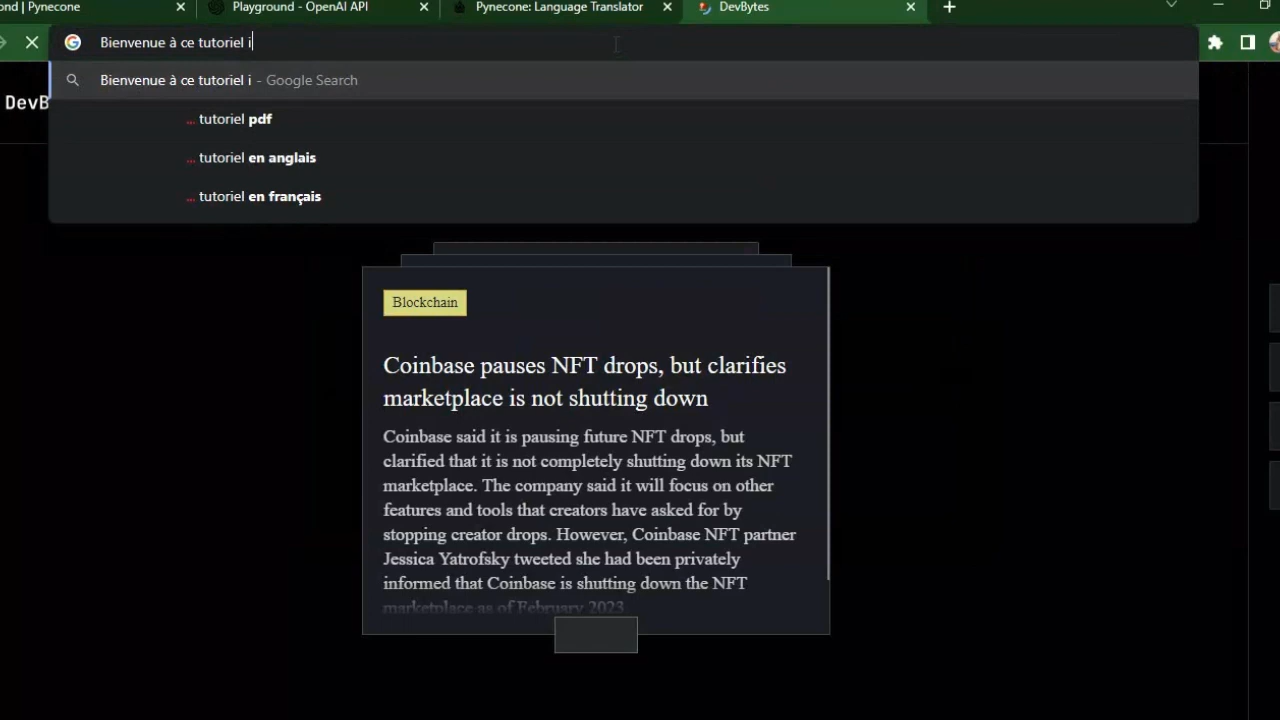 ond | Pynecone
Playground - OpenAI API
Pynecone: Language Translator
DevBytes
Bienvenue à ce tutoriel i
Bienvenue à ce tutoriel i - Google Search
... tutoriel pdf
... tutoriel en anglais
... tutoriel en français
DevB
Blockchain
Coinbase pauses NFT drops, but clarifies
marketplace is not shutting down
Coinbase said it is pausing future NFT drops, but
clarified that it is not completely shutting down its NFT
marketplace. The company said it will focus on other
features and tools that creators have asked for by
stopping creator drops. However, Coinbase NFT partner
Jessica Yatrofsky tweeted she had been privately
informed that Coinbase is shutting down the NFT
marketplace as of February 2023